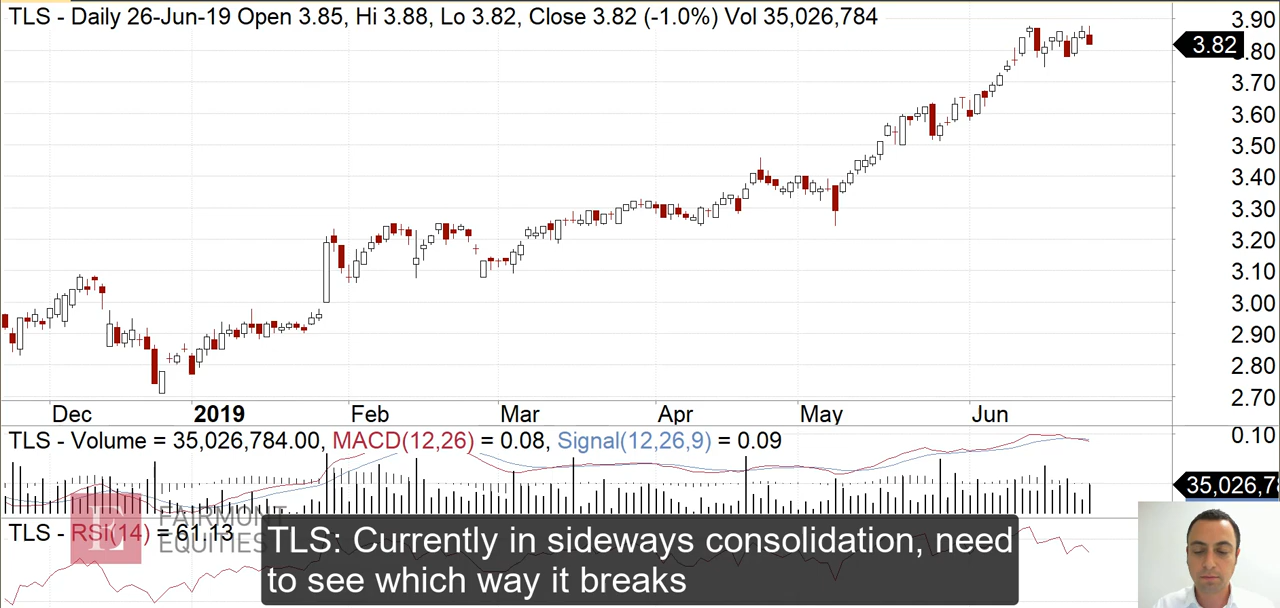 TLS - Daily 26-Jun-19 Open 3.85, Hi 3.88, Lo 3.82, Close 3.82 (-1.0%) Vol 35,026,784
3.90
3.82
3.80
3.70
3.60
3.50
3.40
3.30
3.20
3.10
3.00
2.90
2.80
2.70
Dec 2019 Feb Mar Apr May Jun
TLS - Volume = 35,026,784.00, MACD(12,26) = 0.08, Signal(12,26,9) = 0.09
0.10
35,026,78
TLS - RSI(14) = 61.13
E FAIRMONT
EQUITIES
TLS: Currently in sideways consolidation, need
to see which way it breaks